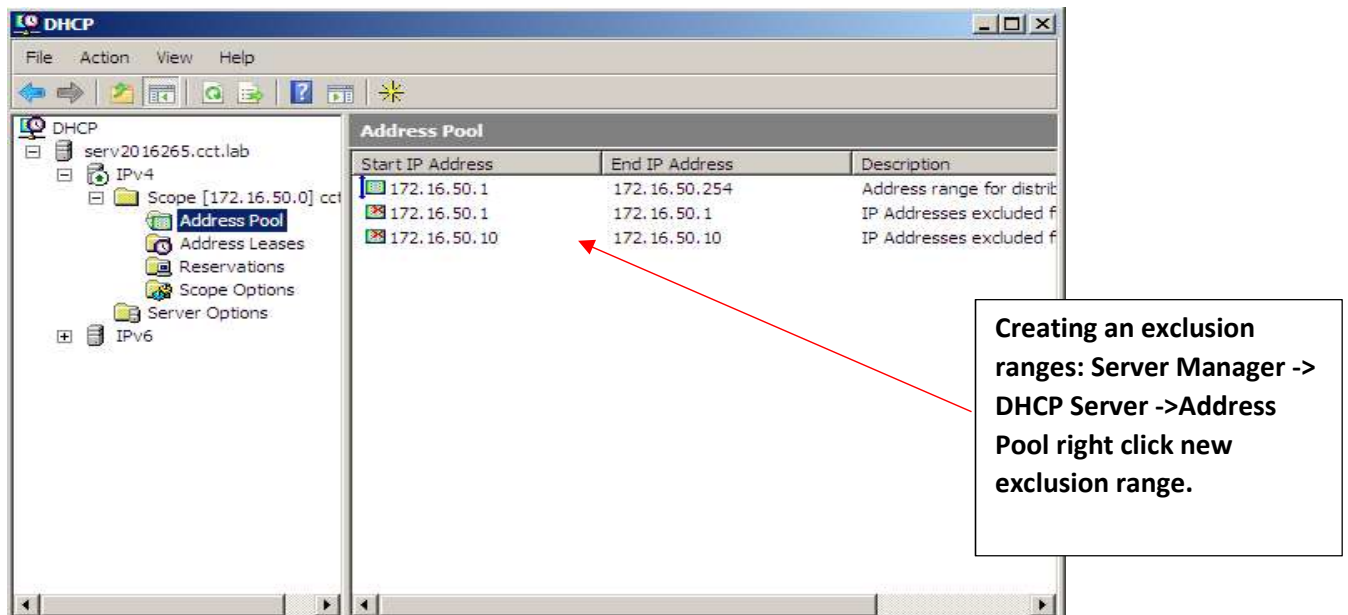 DHCP
File Action View Help
DHCP
serv2016265.cct.lab
IPv4
Scope [172.16.50.0] cct
Address Pool
Address Leases
Reservations
Scope Options
Server Options
IPv6
Address Pool
Start IP Address End IP Address Description
172.16.50.1 172.16.50.254 Address range for distrib
172.16.50.1 172.16.50.1 IP Addresses excluded f
172.16.50.10 172.16.50.10 IP Addresses excluded f
Creating an exclusion
ranges: Server Manager ->
DHCP Server ->Address
Pool right click new
exclusion range.